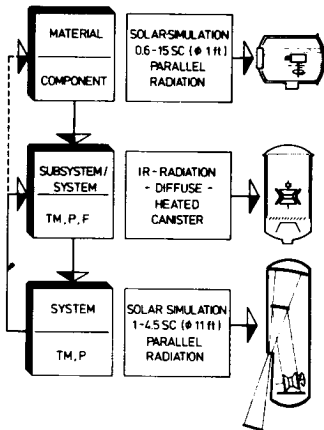 MATERIAL
COMPONENT
SOLAR-SIMULATION
0.6-15 SC (ϕ 1 ft)
PARALLEL
RADIATION
SUBSYSTEM/
SYSTEM
TM, P, F
IR-RADIATION
- DIFFUSE -
HEATED
CANISTER
SYSTEM
TM, P
SOLAR SIMULATION
1-4.5 SC (ϕ 11 ft)
PARALLEL
RADIATION